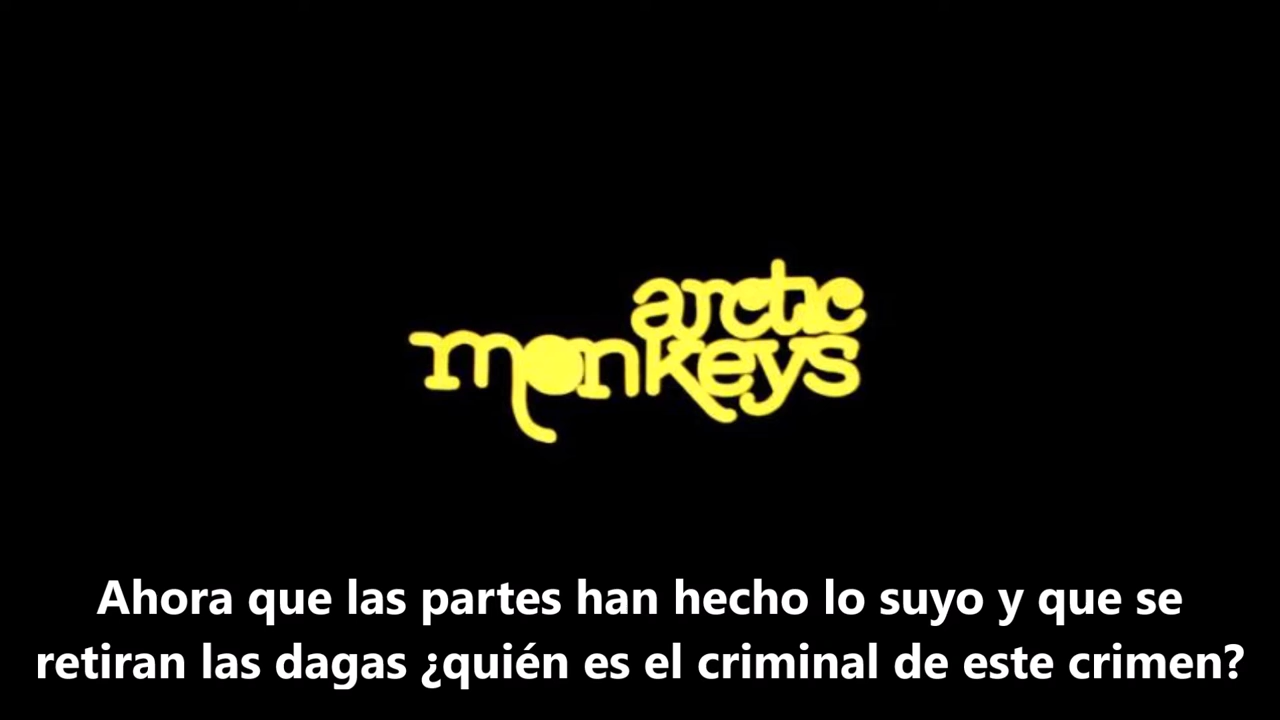 arctic
monkeys
Ahora que las partes han hecho lo suyo y que se
retiran las dagas ¿quién es el criminal de este crimen?